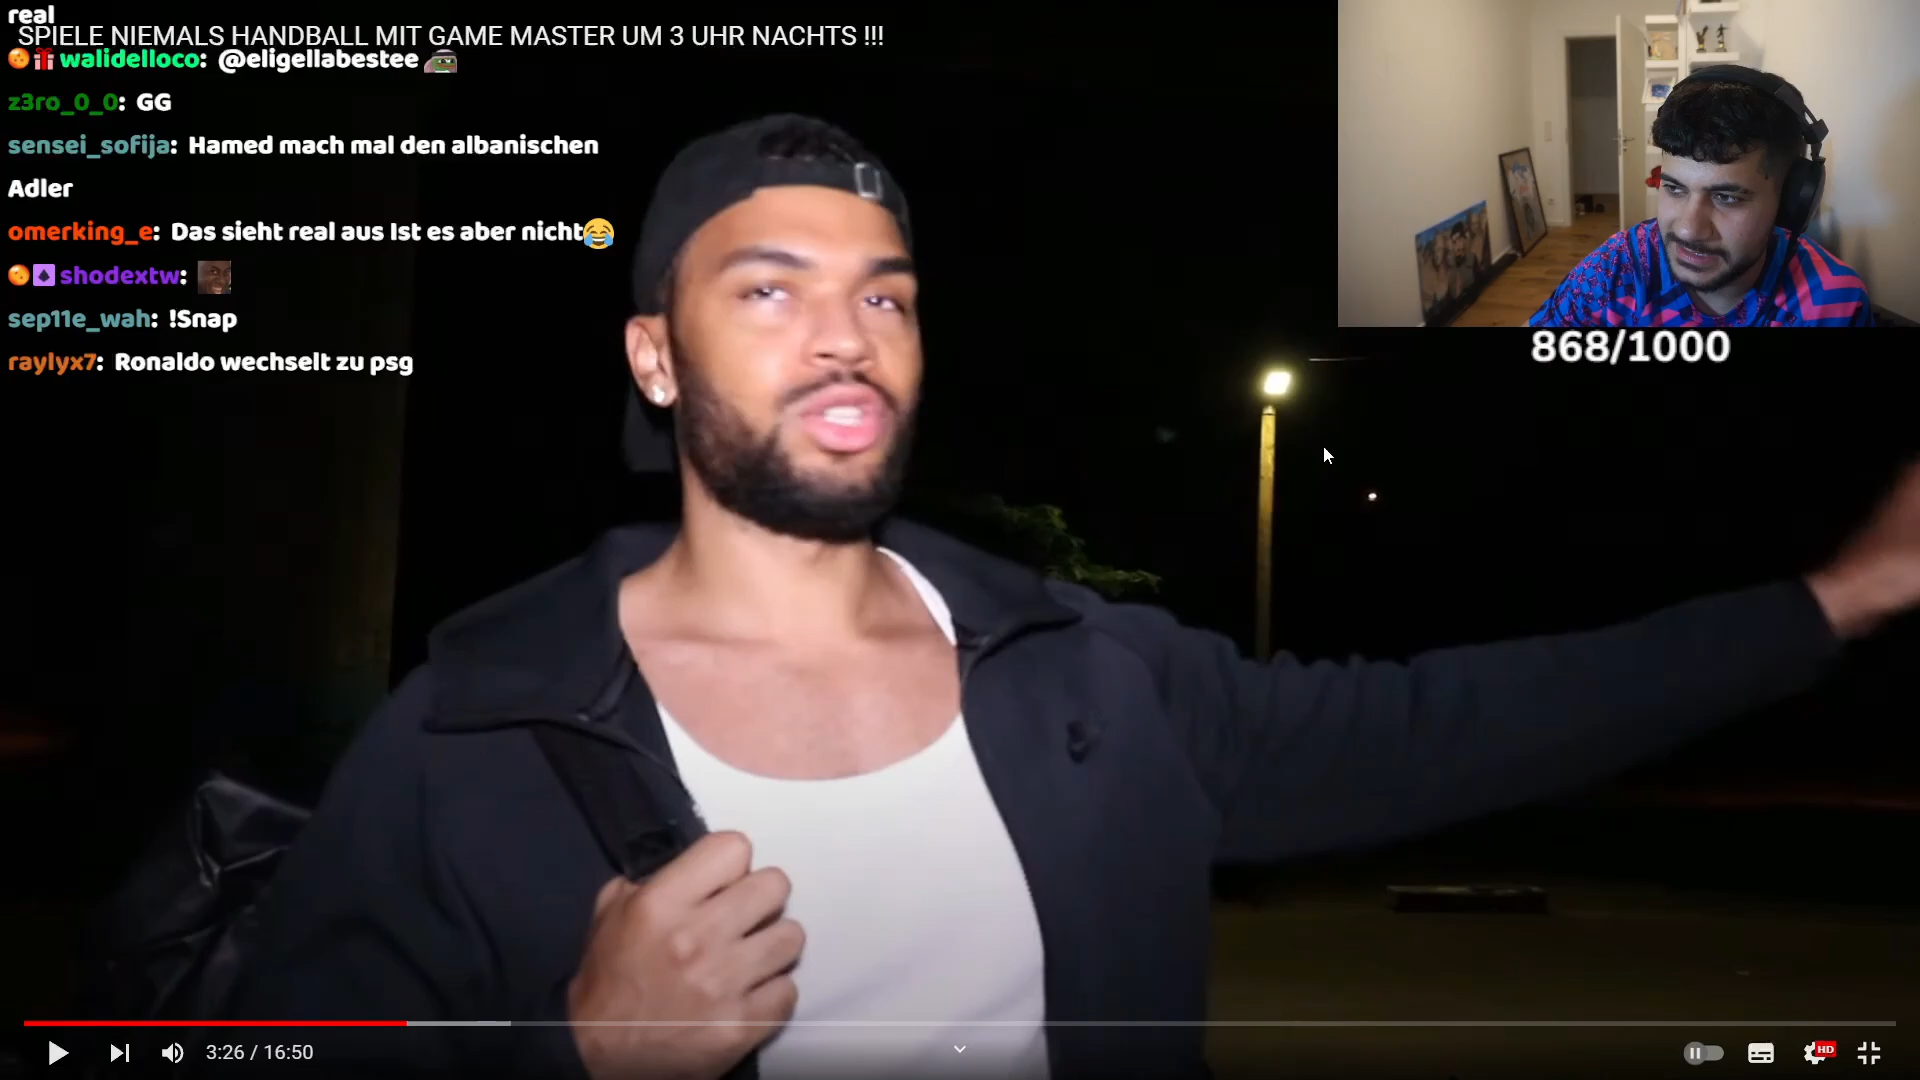 real
SPIELE NIEMALS HANDBALL MIT GAME MASTER UM 3 UHR NACHTS !!!
walidelloco: @eligellabestee
z3ro_0_0: GG
sensei_sofija: Hamed mach mal den albanischen
Adler
omerking_e: Das sieht real aus Ist es aber nicht😂
shodextw:
sep11e_wah: !Snap
raylyx7: Ronaldo wechselt zu psg
868/1000
3:26 / 16:50
HD